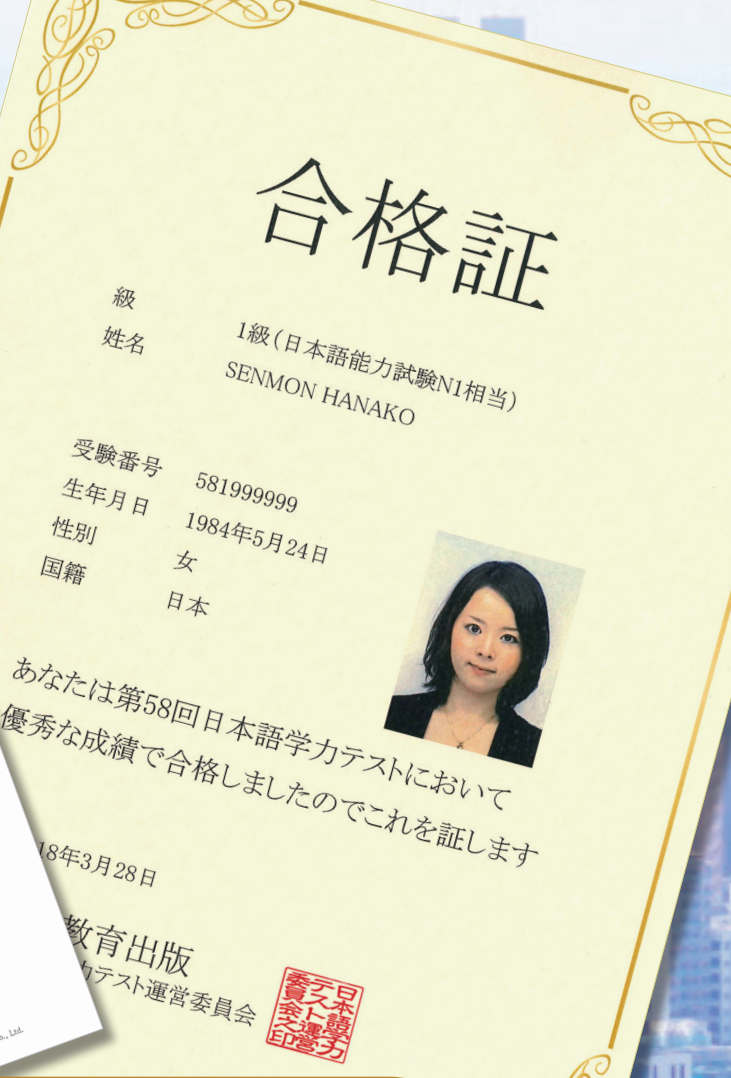 合格証
級 1級(日本語能力試験N1相当)
姓名 SENMON HANAKO
受験番号 581999999
生年月日 1984年5月24日
性別 女
国籍 日本
あなたは第58回日本語学力テストにおいて
優秀な成績で合格しましたのでこれを証します
18年3月28日
教育出版
力テスト運営委員会
日本語学力
テスト運営
委員会之印
Ltd.